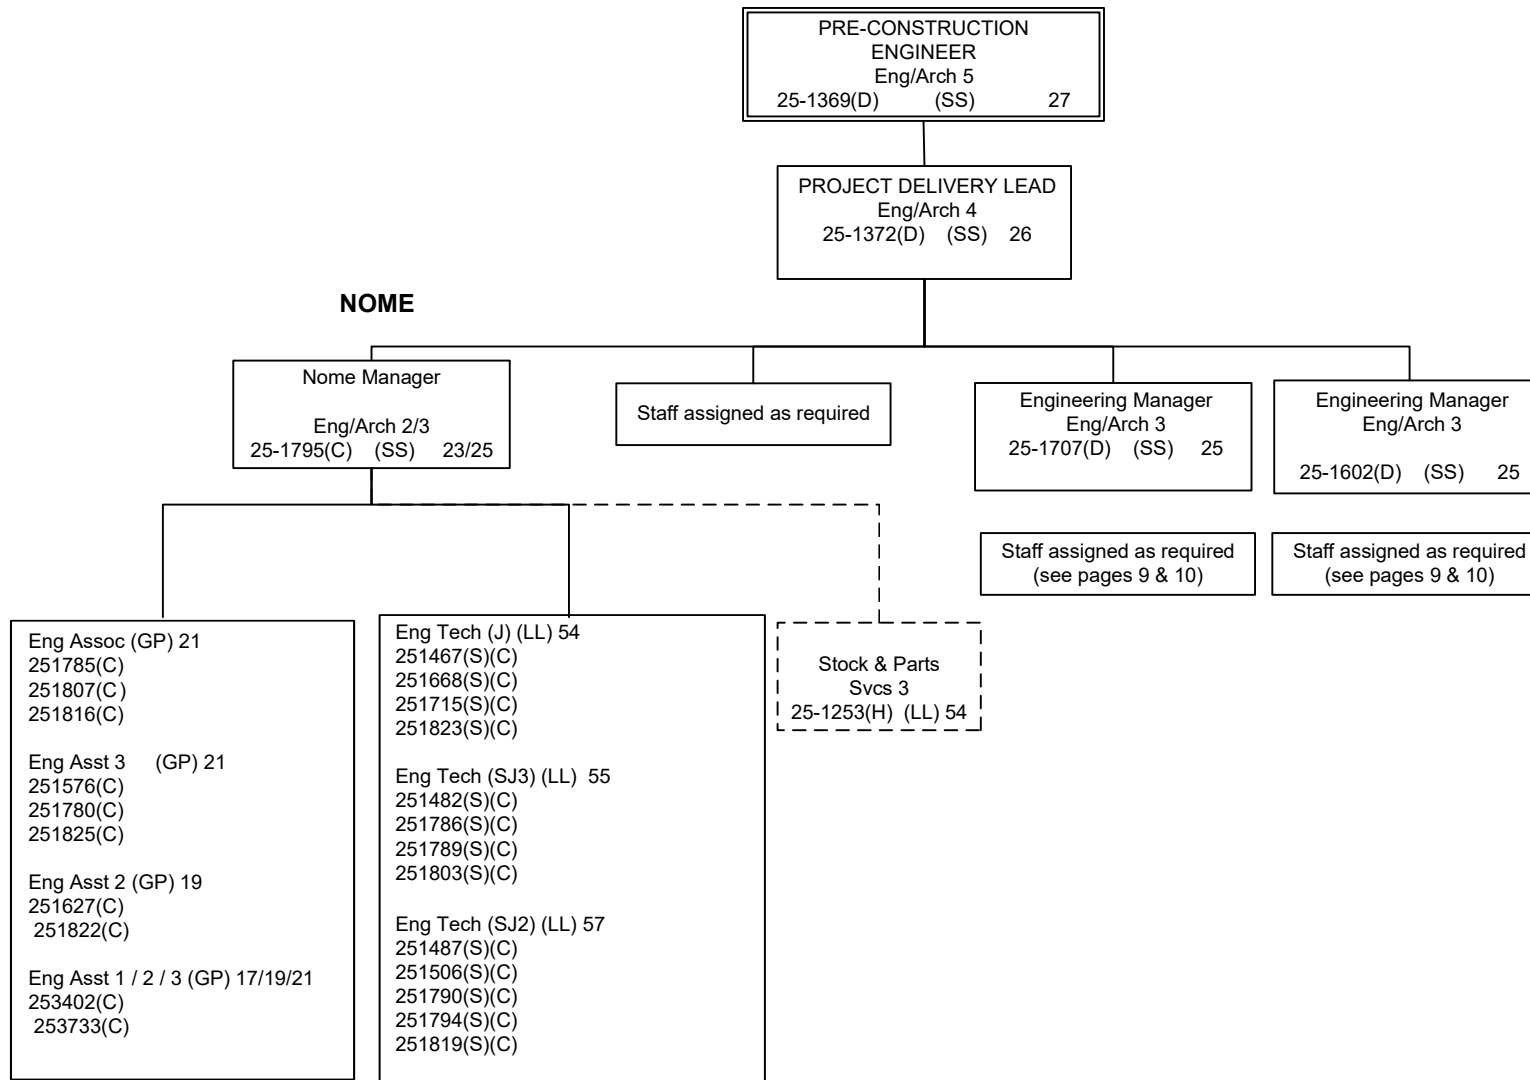 PRE-CONSTRUCTION
ENGINEER
Eng/Arch 5
25-1369(D) (SS) 27
PROJECT DELIVERY LEAD
Eng/Arch 4
25-1372(D) (SS) 26
NOME
Nome Manager
Eng/Arch 2/3
25-1795(C) (SS) 23/25
Staff assigned as required
Engineering Manager
Eng/Arch 3
25-1707(D) (SS) 25
Engineering Manager
Eng/Arch 3
25-1602(D) (SS) 25
Staff assigned as required
(see pages 9 & 10)
Staff assigned as required
(see pages 9 & 10)
Eng Assoc (GP) 21
251785(C)
251807(C)
251816(C)
Eng Asst 3 (GP) 21
251576(C)
251780(C)
251825(C)
Eng Asst 2 (GP) 19
251627(C)
251822(C)
Eng Asst 1 / 2 / 3 (GP) 17/19/21
253402(C)
253733(C)
Eng Tech (J) (LL) 54
251467(S)(C)
251668(S)(C)
251715(S)(C)
251823(S)(C)
Eng Tech (SJ3) (LL) 55
251482(S)(C)
251786(S)(C)
251789(S)(C)
251803(S)(C)
Eng Tech (SJ2) (LL) 57
251487(S)(C)
251506(S)(C)
251790(S)(C)
251794(S)(C)
251819(S)(C)
Stock & Parts
Svcs 3
25-1253(H) (LL) 54